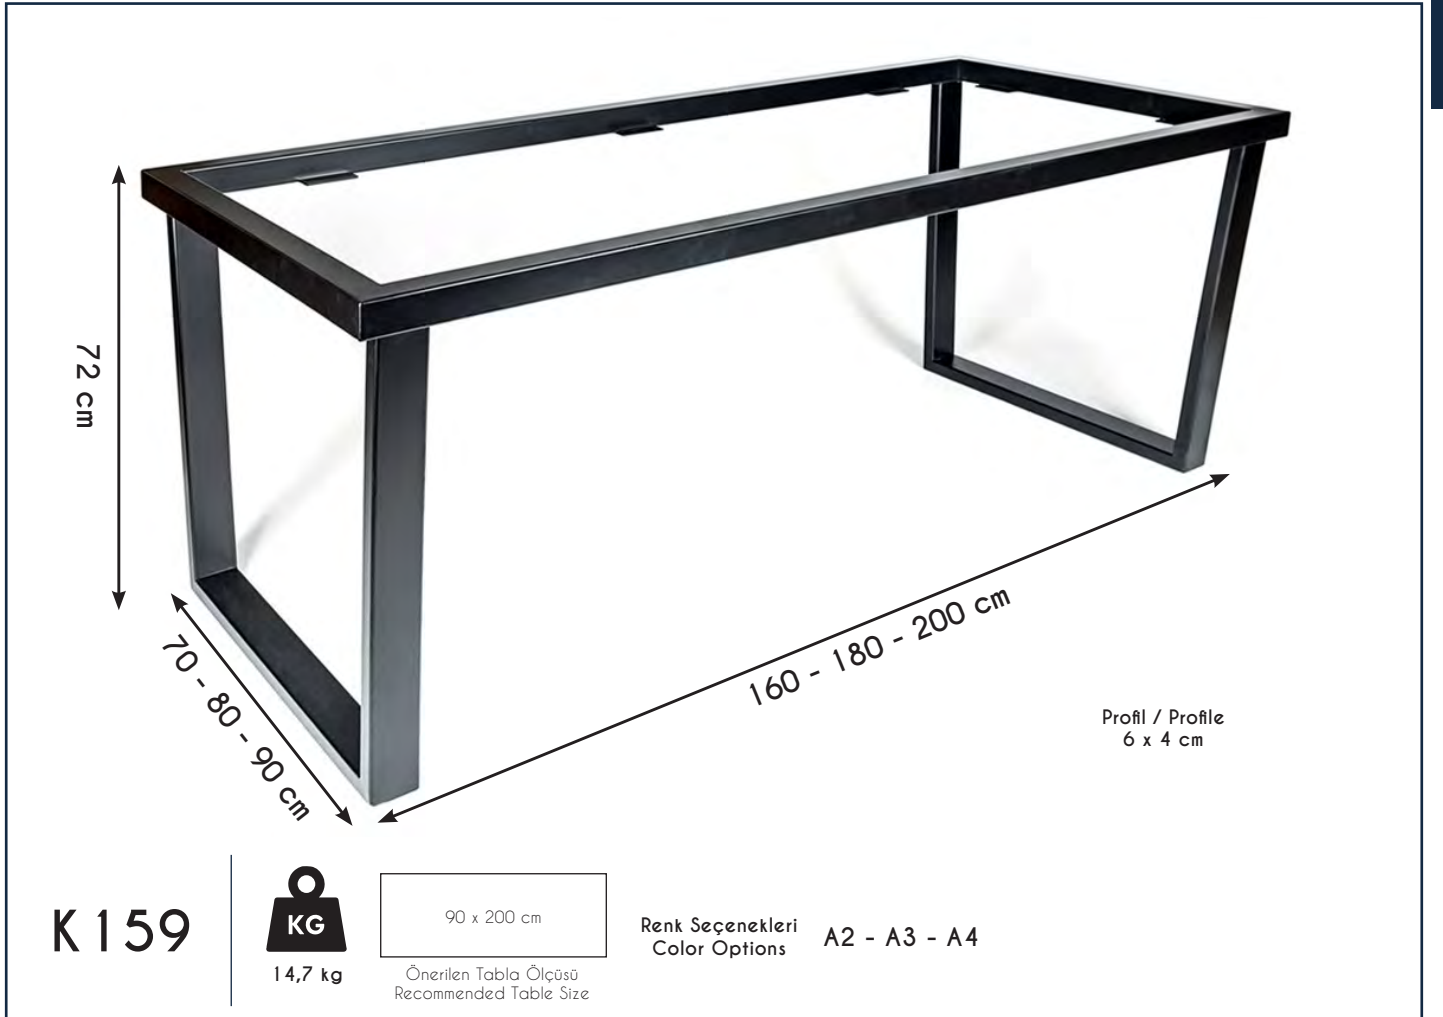 72 cm
70 - 80 - 90 cm
160 - 180 - 200 cm
Profil / Profile
6 x 4 cm
K159
KG
14,7 kg
90 x 200 cm
Önerilen Tabla Ölçüsü
Recommended Table Size
Renk Seçenekleri
Color Options
A2 - A3 - A4